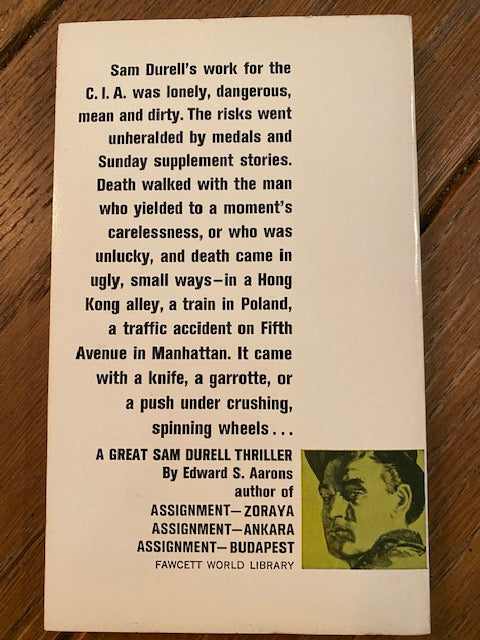 Sam Durell's work for the
C. I. A. was lonely, dangerous,
mean and dirty. The risks went
unheralded by medals and
Sunday supplement stories.
Death walked with the man
who yielded to a moment's
carelessness, or who was
unlucky, and death came in
ugly, small ways—in a Hong
Kong alley, a train in Poland,
a traffic accident on Fifth
Avenue in Manhattan. It came
with a knife, a garrotte, or
a push under crushing,
spinning wheels...
A GREAT SAM DURELL THRILLER
By Edward S. Aarons
author of
ASSIGNMENT—ZORAYA
ASSIGNMENT—ANKARA
ASSIGNMENT—BUDAPEST
FAWCETT WORLD LIBRARY